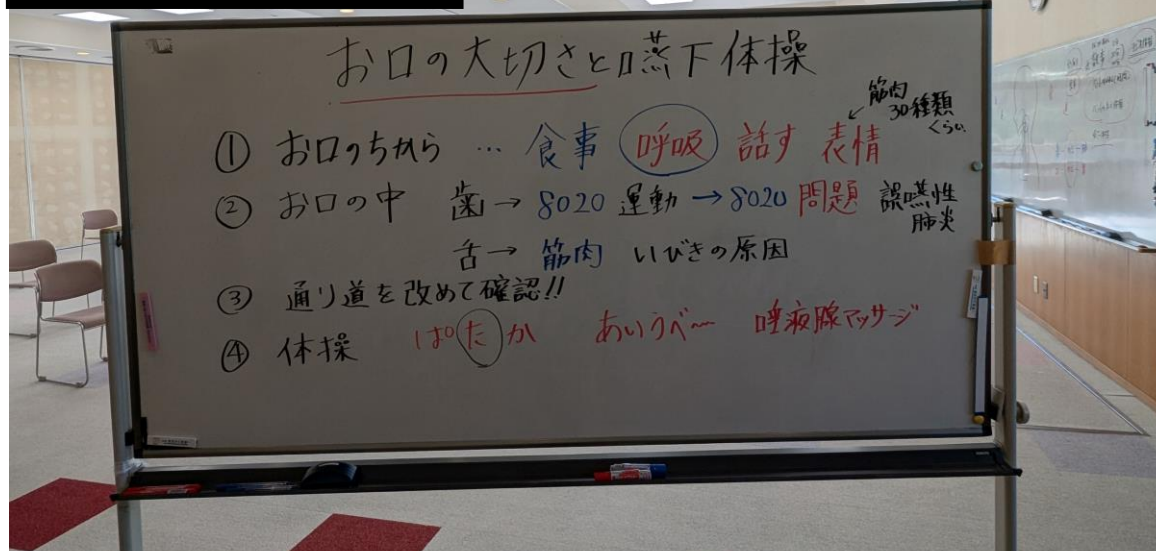 お口の大切さと嚥下体操
筋肉
30種類
くらい
① お口のちから … 食事 呼吸 話す 表情
② お口の中 歯→8020 運動→8020 問題 誤嚥性
肺炎
舌→筋肉 いびきの原因
③ 通り道を改めて確認!!
④ 体操 ぱたか あいうべ〜 唾液腺マッサージ